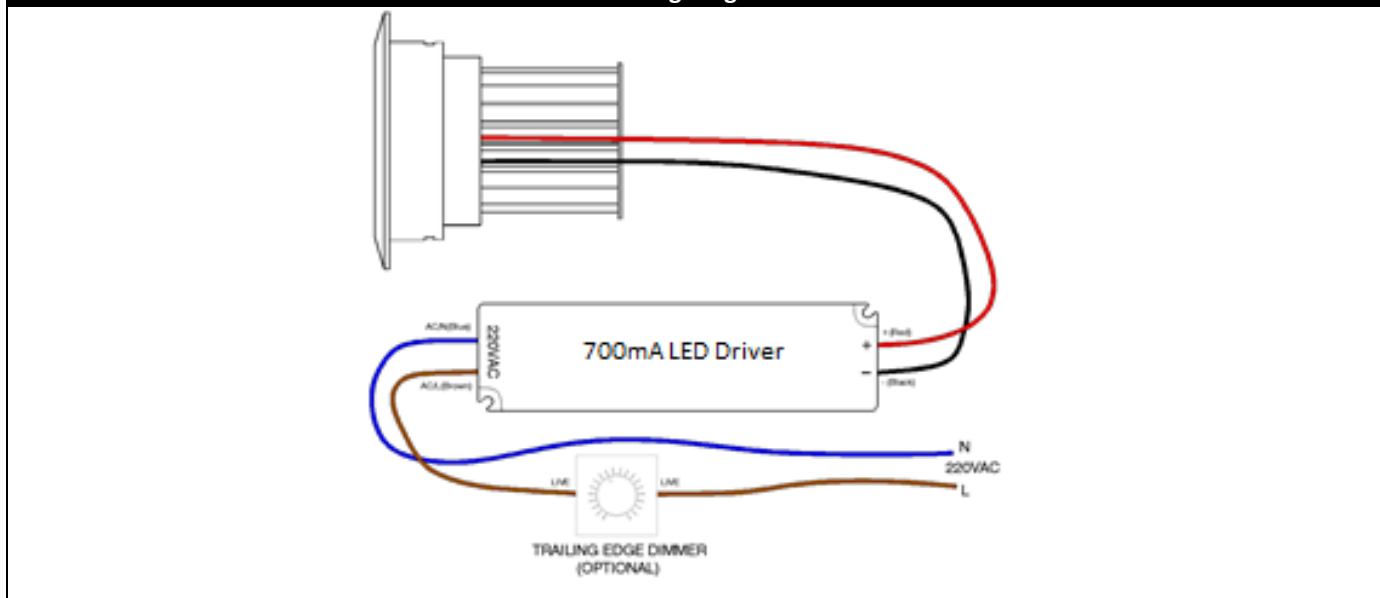 AC/N(Blue)
AC/L(Brown)
220VAC
700mA LED Driver
+
+(Red)
−
-(Black)
N
220VAC
L
LIVE
LIVE
TRAILING EDGE DIMMER
(OPTIONAL)